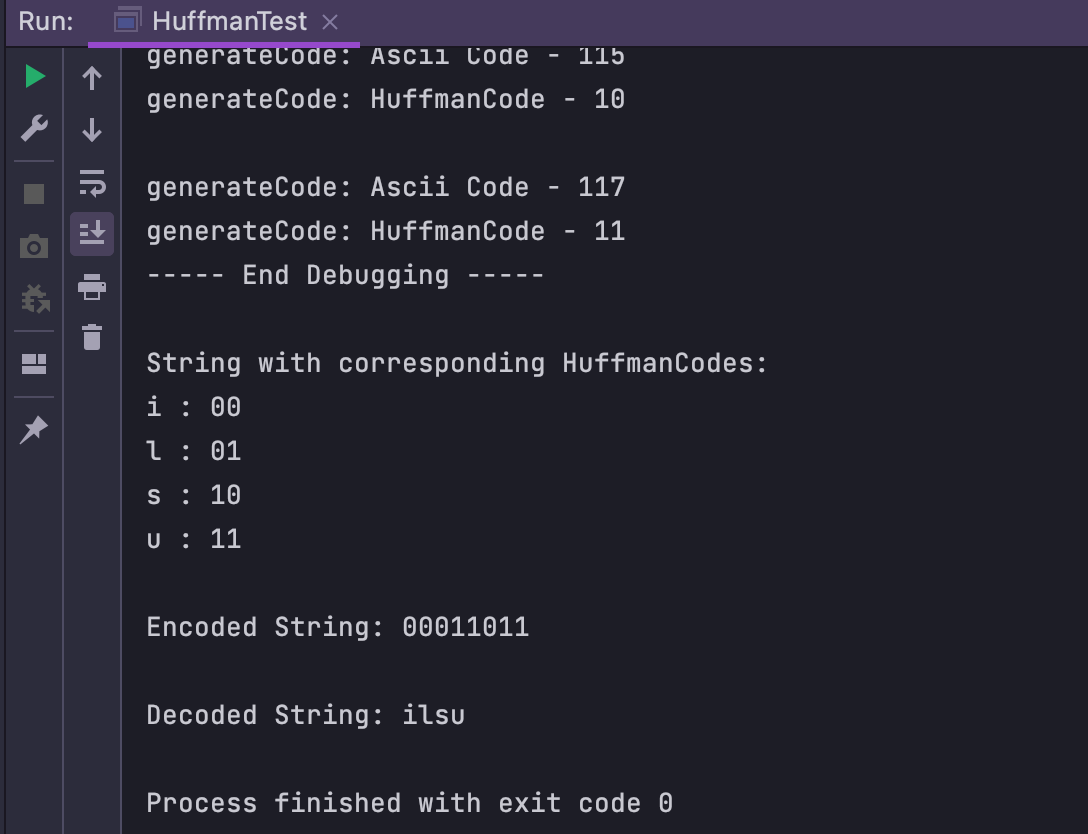 Run: HuffmanTest
generateCode: Ascii Code - 115
generateCode: HuffmanCode - 10
generateCode: Ascii Code - 117
generateCode: HuffmanCode - 11
----- End Debugging -----
String with corresponding HuffmanCodes:
i : 00
l : 01
s : 10
u : 11
Encoded String: 00011011
Decoded String: ilsu
Process finished with exit code 0